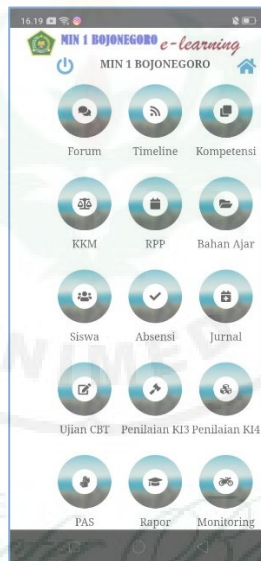 16.19
MIN 1 BOJONEGORO e-learning
MIN 1 BOJONEGORO
Forum Timeline Kompetensi
KKM RPP Bahan Ajar
Siswa Absensi Jurnal
Ujian CBT Penilaian KI3 Penilaian KI4
PAS Rapor Monitoring